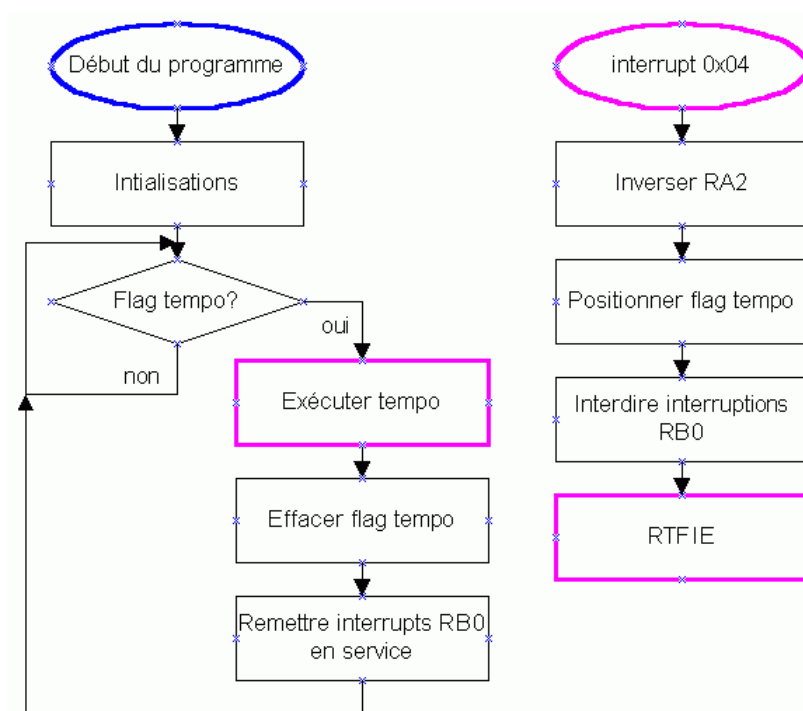 Début du programme
Intialisations
Flag tempo?
oui
non
Exécuter tempo
Effacer flag tempo
Remettre interrupts RB0
en service
interrupt 0x04
Inverser RA2
Positionner flag tempo
Interdire interruptions
RB0
RTFIE